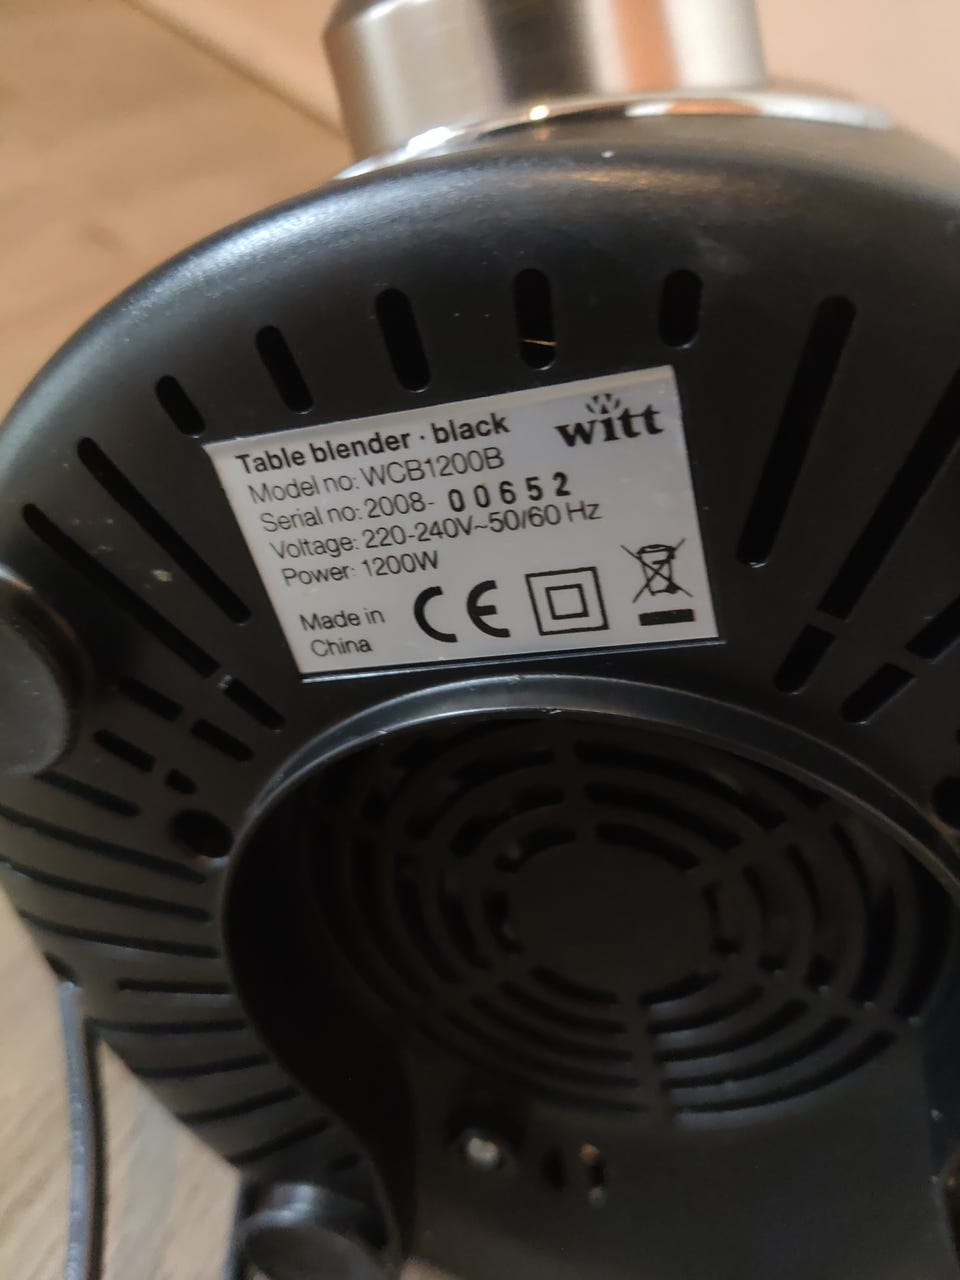 Table blender · black
witt
Model no: WCB1200B
Serial no: 2008- 00652
Voltage: 220-240V~50/60 Hz
Power: 1200W
Made in
China
CE